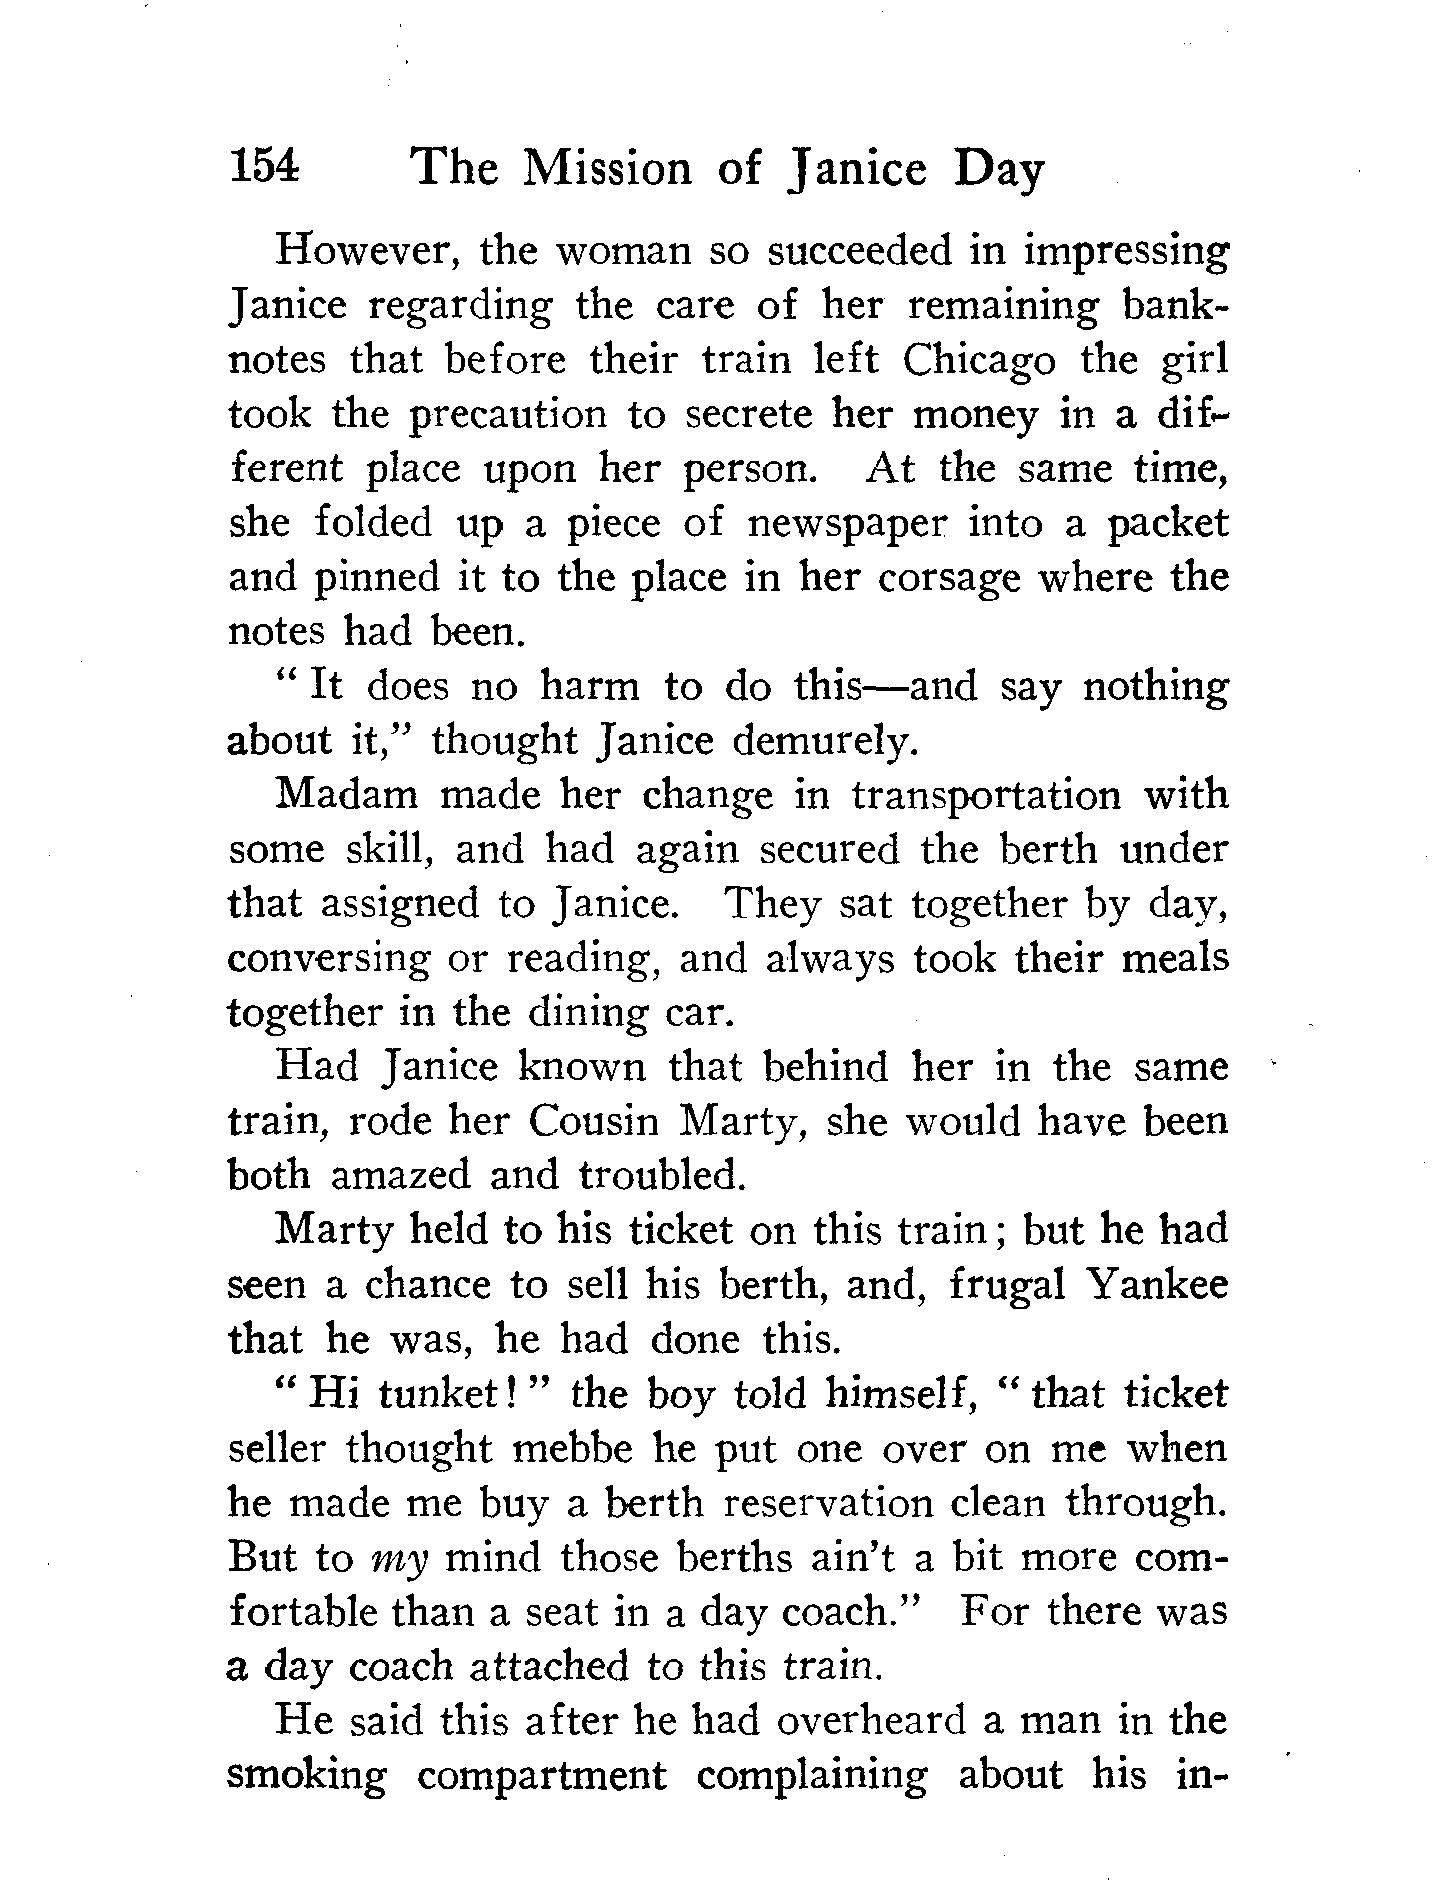 154 The Mission of Janice Day
However, the woman so succeeded in impressing
Janice regarding the care of her remaining bank-
notes that before their train left Chicago the girl
took the precaution to secrete her money in a dif-
ferent place upon her person. At the same time,
she folded up a piece of newspaper into a packet
and pinned it to the place in her corsage where the
notes had been.
“ It does no harm to do this—and say nothing
about it,” thought Janice demurely.
Madam made her change in transportation with
some skill, and had again secured the berth under
that assigned to Janice. They sat together by day,
conversing or reading, and always took their meals
together in the dining car.
Had Janice known that behind her in the same
train, rode her Cousin Marty, she would have been
both amazed and troubled.
Marty held to his ticket on this train; but he had
seen a chance to sell his berth, and, frugal Yankee
that he was, he had done this.
“ Hi tunket! ” the boy told himself, “ that ticket
seller thought mebbe he put one over on me when
he made me buy a berth reservation clean through.
But to my mind those berths ain't a bit more com-
fortable than a seat in a day coach.” For there was
a day coach attached to this train.
He said this after he had overheard a man in the
smoking compartment complaining about his in-